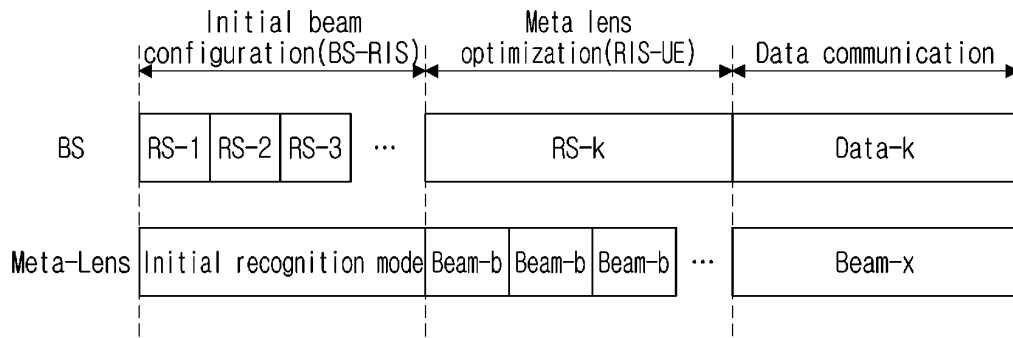 Initial beam
configuration(BS-RIS)
Meta lens
optimization(RIS-UE)
Data communication
BS
RS-1
RS-2
RS-3
...
RS-k
Data-k
Meta-Lens
Initial recognition mode
Beam-b
Beam-b
Beam-b
...
Beam-x